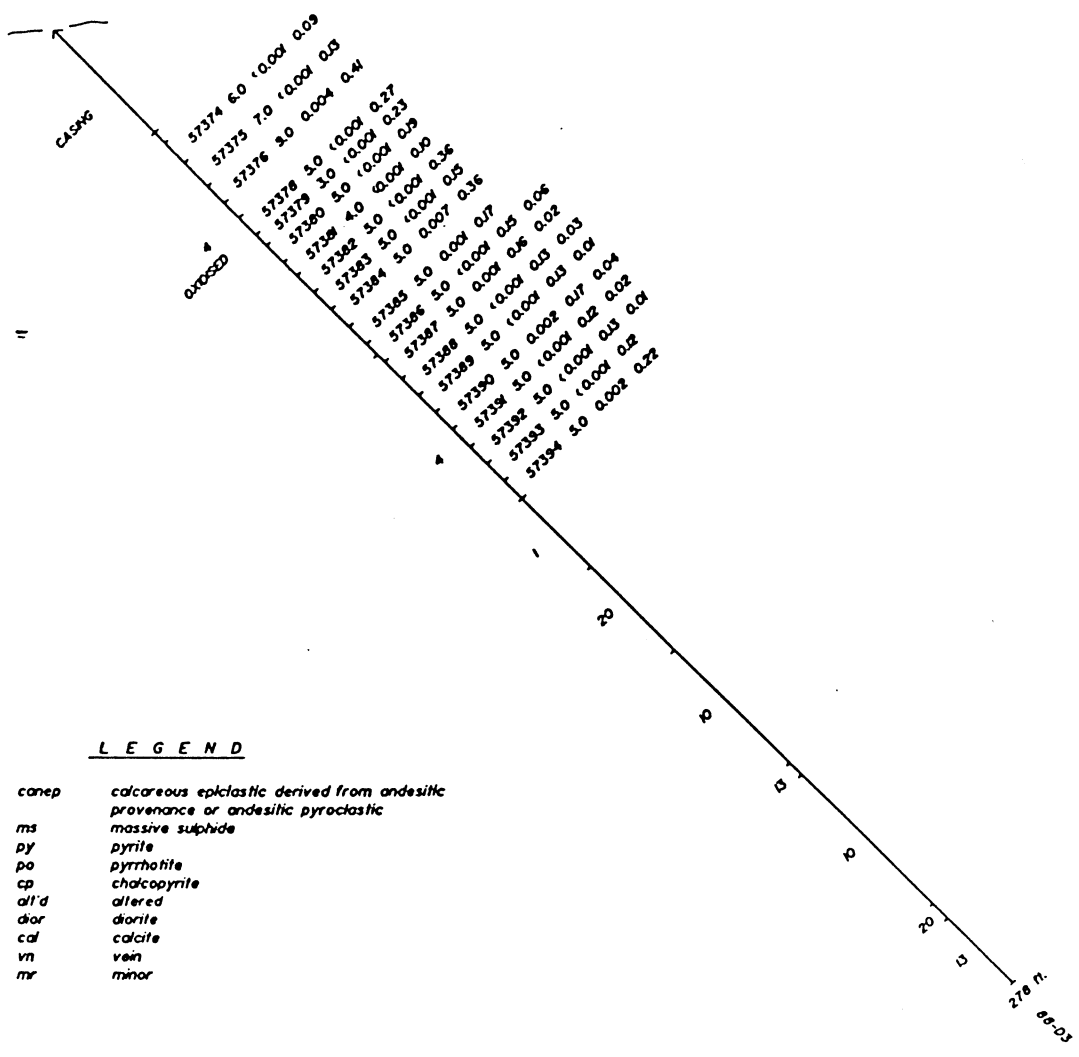 57374 6.0 <0.001 0.09
57375 7.0 <0.001 0.13
57376 9.0 0.004 0.41
57378 5.0 <0.001 0.27
57379 3.0 <0.001 0.23
57380 5.0 <0.001 0.19
57381 4.0 <0.001 0.10
57382 5.0 <0.001 0.36
57383 5.0 <0.001 0.15
57384 5.0 0.007 0.36
57385 5.0 0.001 0.17
57386 5.0 <0.001 0.15 0.06
57387 5.0 0.001 0.16 0.02
57388 5.0 <0.001 0.13 0.03
57389 5.0 <0.001 0.13 0.01
57390 5.0 0.002 0.17 0.04
57391 5.0 <0.001 0.12 0.02
57392 5.0 <0.001 0.13 0.01
57393 5.0 <0.001 0.12
57394 5.0 0.002 0.22
CASING
4
OXIDISED
4
1
20
10
13
10
20
13
278 ft.
88-D3
LEGEND
canep calcareous epiclastic derived from andesitic
provenance or andesitic pyroclastic
ms massive sulphide
py pyrite
po pyrrhotite
cp chalcopyrite
alt'd altered
dior diorite
cal calcite
vn vein
mr minor